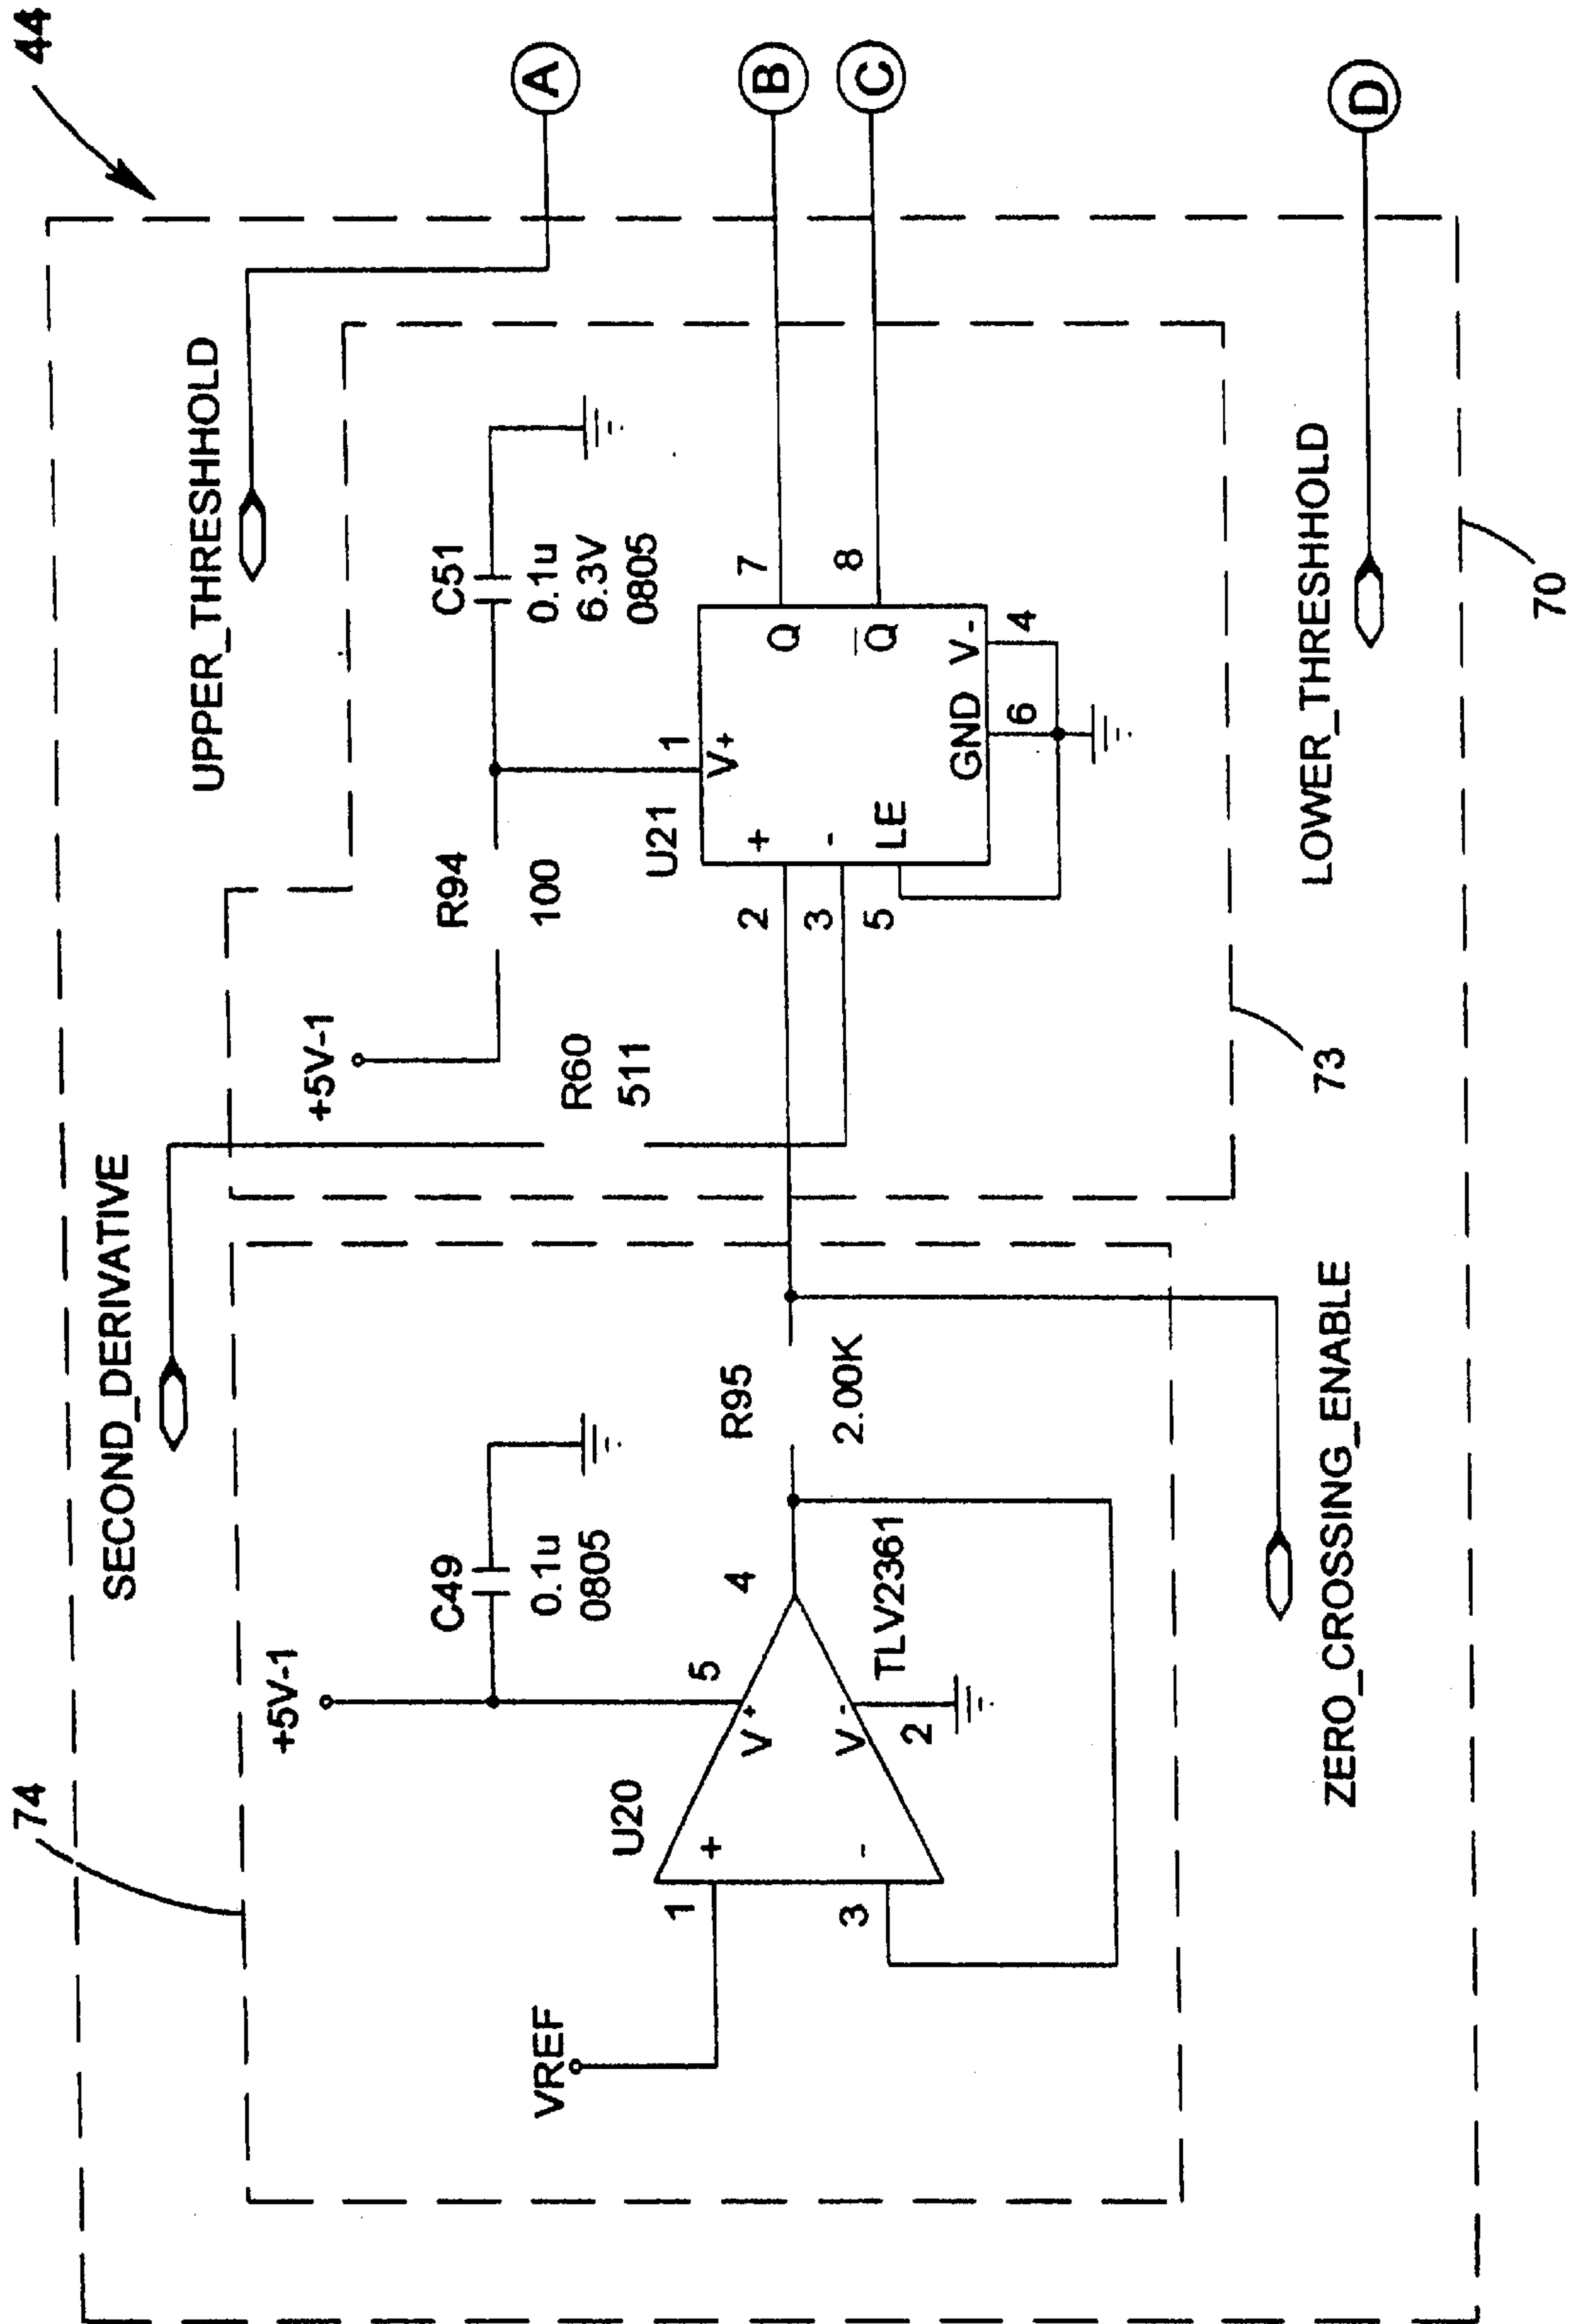 44
74
SECOND_DERIVATIVE
UPPER_THRESHHOLD
A
+5V-1
C49
0.1u
0805
+5V-1
R94
100
C51
0.1u
6.3V
0805
R60
511
VREF
U20
1
+
3
-
V+
5
V-
2
4
TLV2361
R95
2.00K
U21
1
V+
2
+
3
-
5
LE
Q
7
Q
8
GND
6
V-
4
B
C
ZERO_CROSSING_ENABLE
LOWER_THRESHHOLD
D
73
70